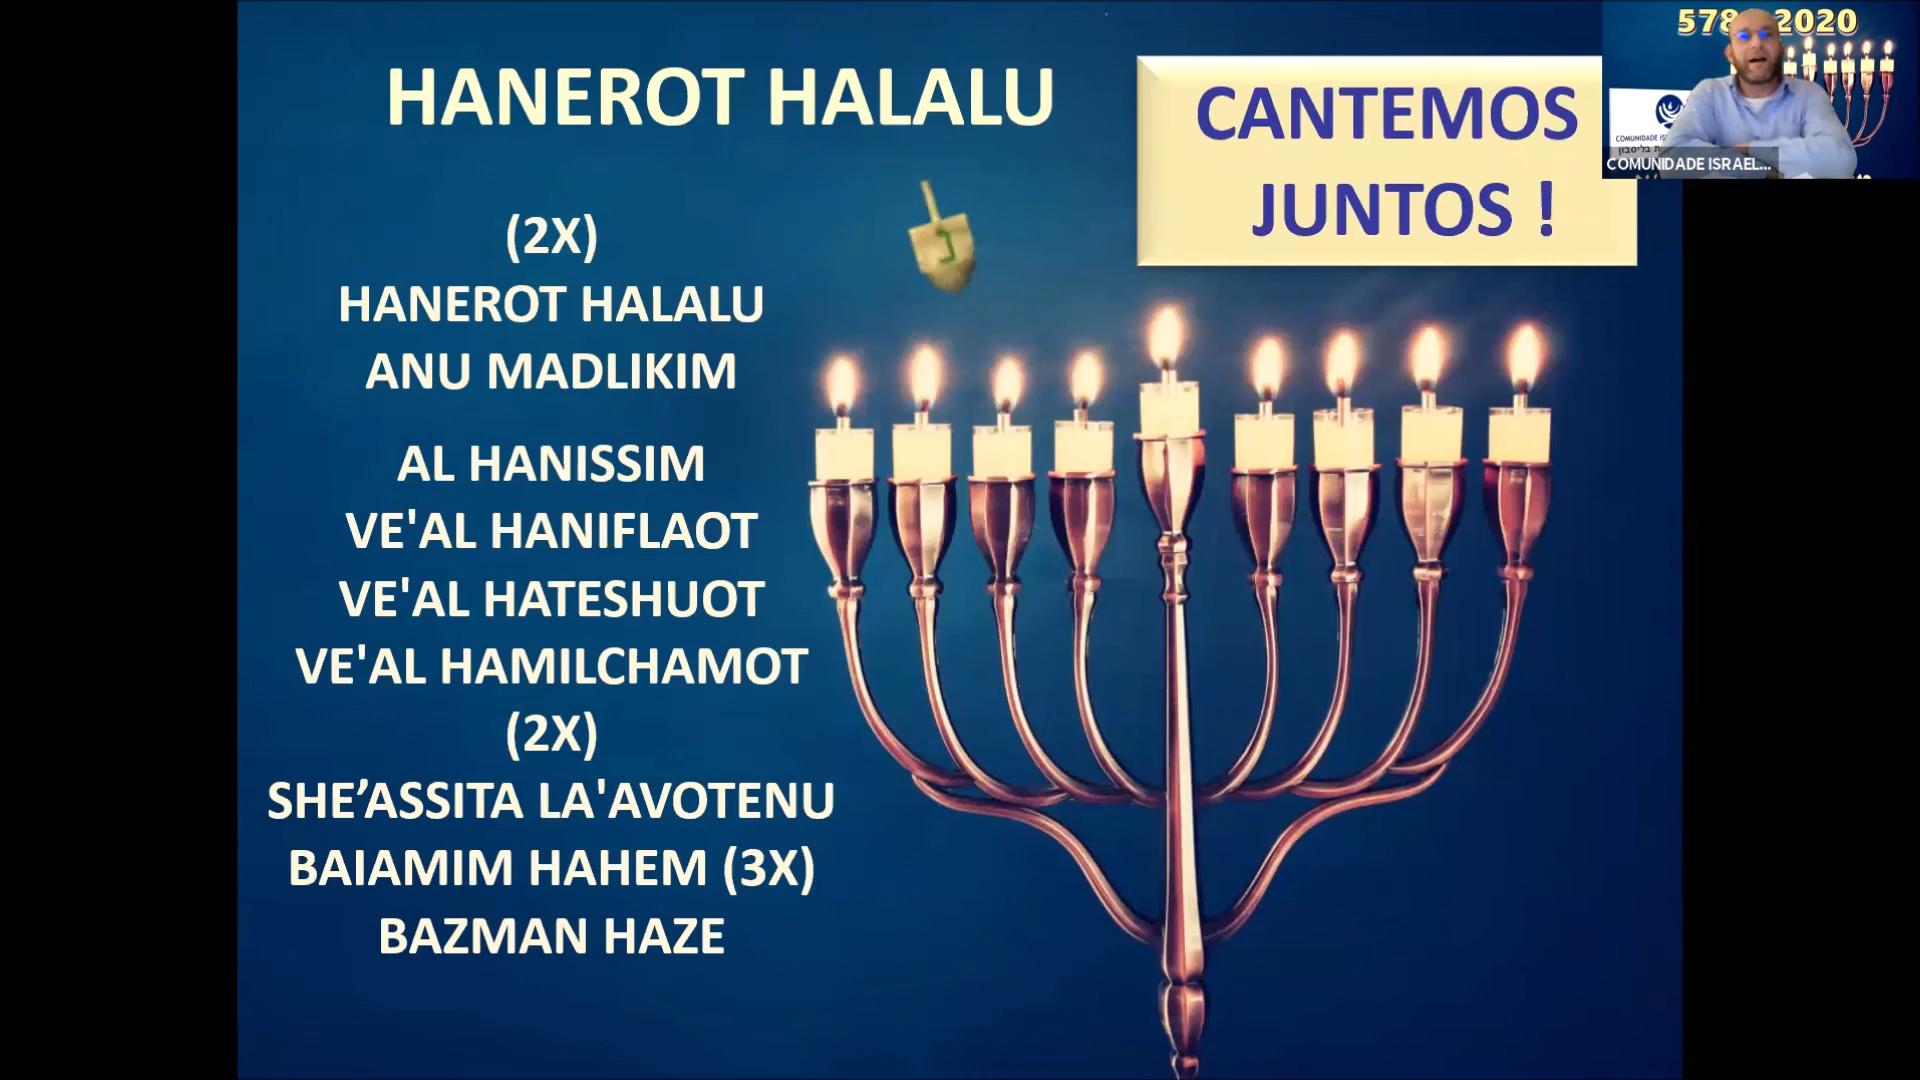 HANEROT HALALU
CANTEMOS
JUNTOS !
(2X)
HANEROT HALALU
ANU MADLIKIM
AL HANISSIM
VE'AL HANIFLAOT
VE'AL HATESHUOT
VE'AL HAMILCHAMOT
(2X)
SHE’ASSITA LA'AVOTENU
BAIAMIM HAHEM (3X)
BAZMAN HAZE
נ
2020
COMUNIDADE
COMUNIDADE ISRAEL...